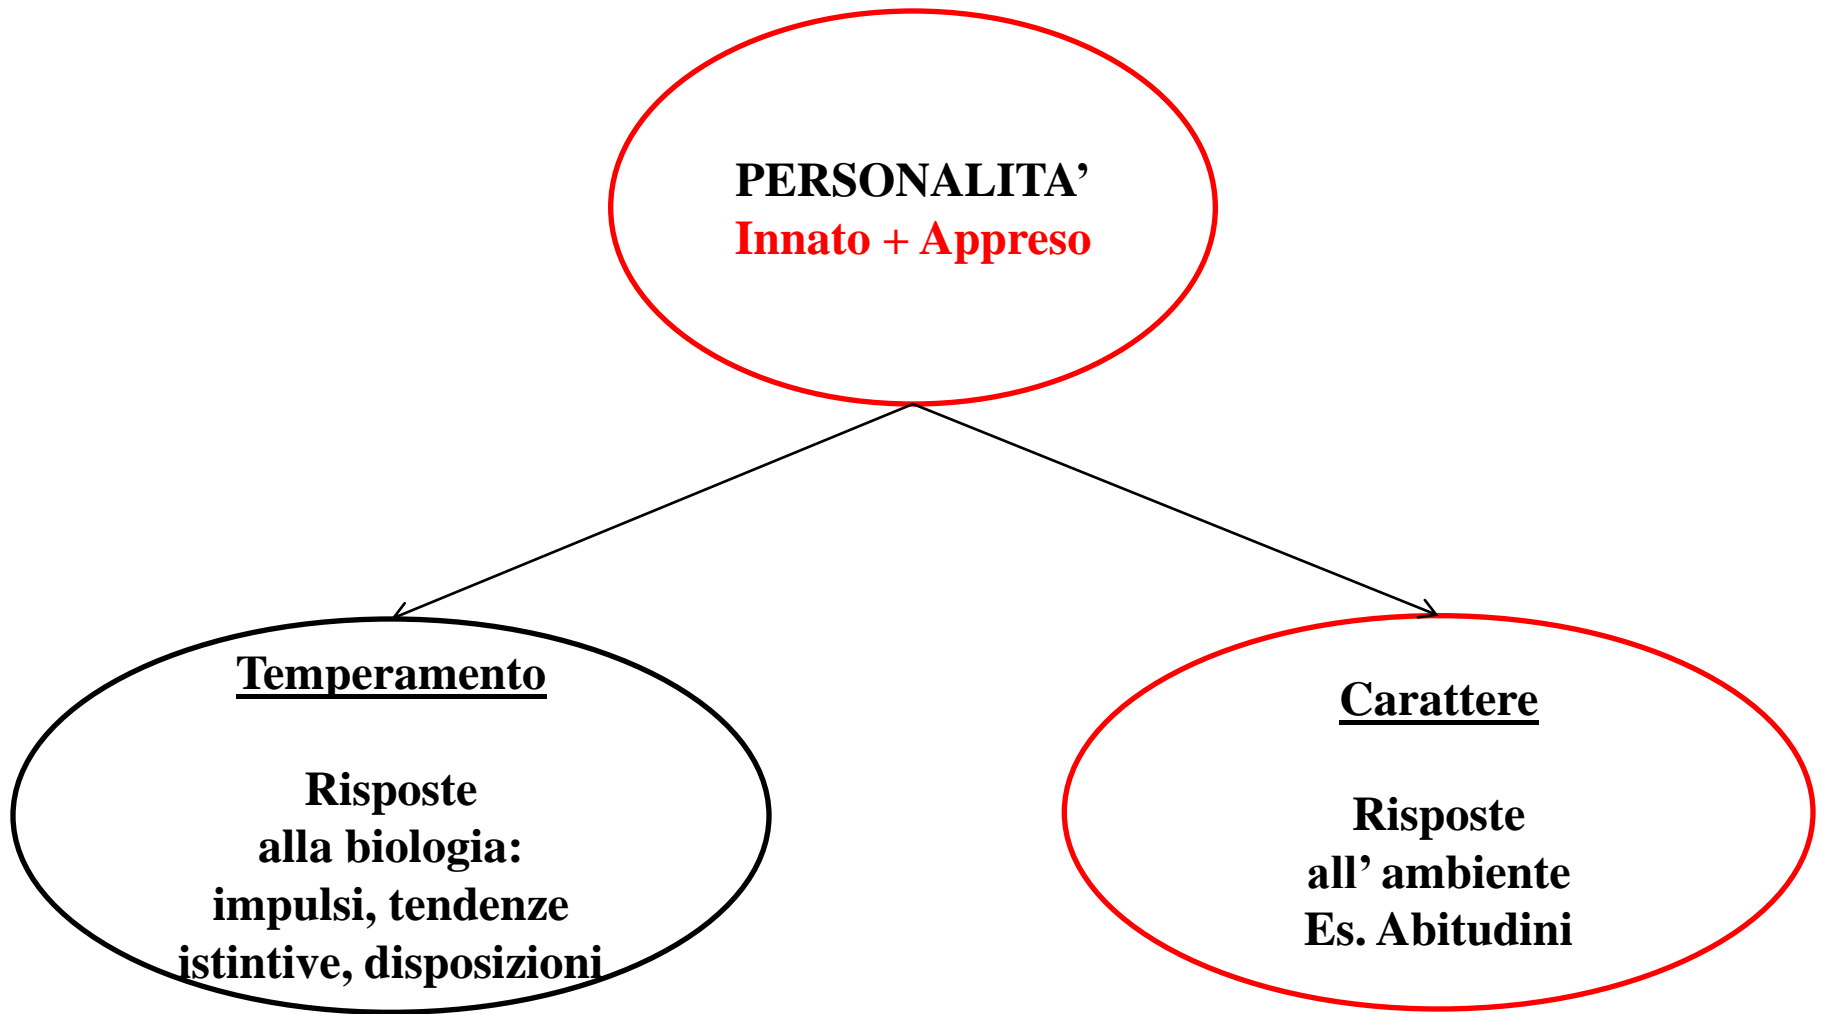 PERSONALITA’
Innato + Appreso
Temperamento
Risposte
alla biologia:
impulsi, tendenze
istintive, disposizioni
Carattere
Risposte
all’ ambiente
Es. Abitudini